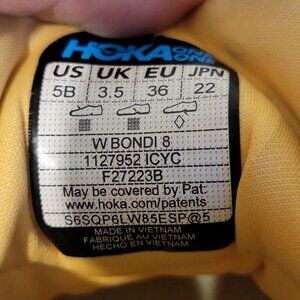 HOKA ONE ONE
US UK EU JPN
5B 3.5 36 22
W BONDI 8
1127952 ICYC
F27223B
May be covered by Pat:
www.hoka.com/patents
S6SQP6LW85ESP@5
MADE IN VIETNAM
FABRIQUÉ AU VIETNAM
HECHO EN VIETNAM